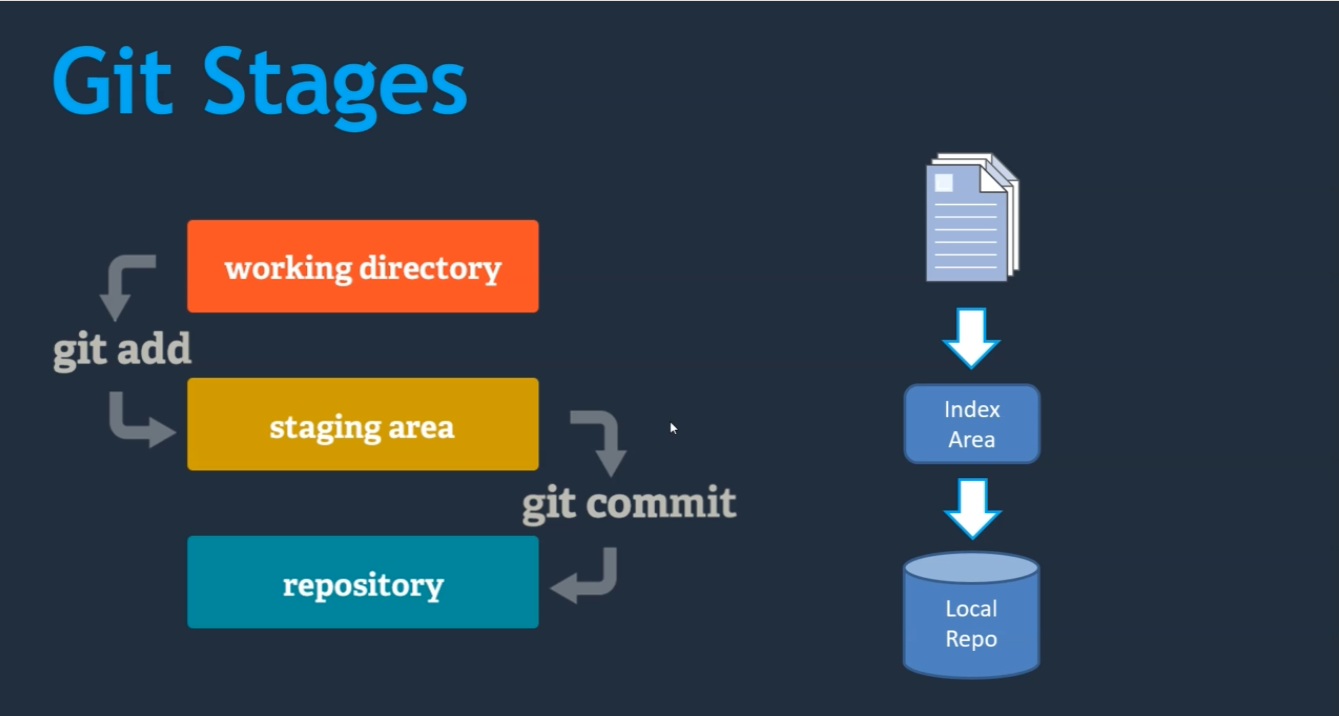 Git Stages
working directory
git add
staging area
git commit
repository
Index
Area
Local
Repo